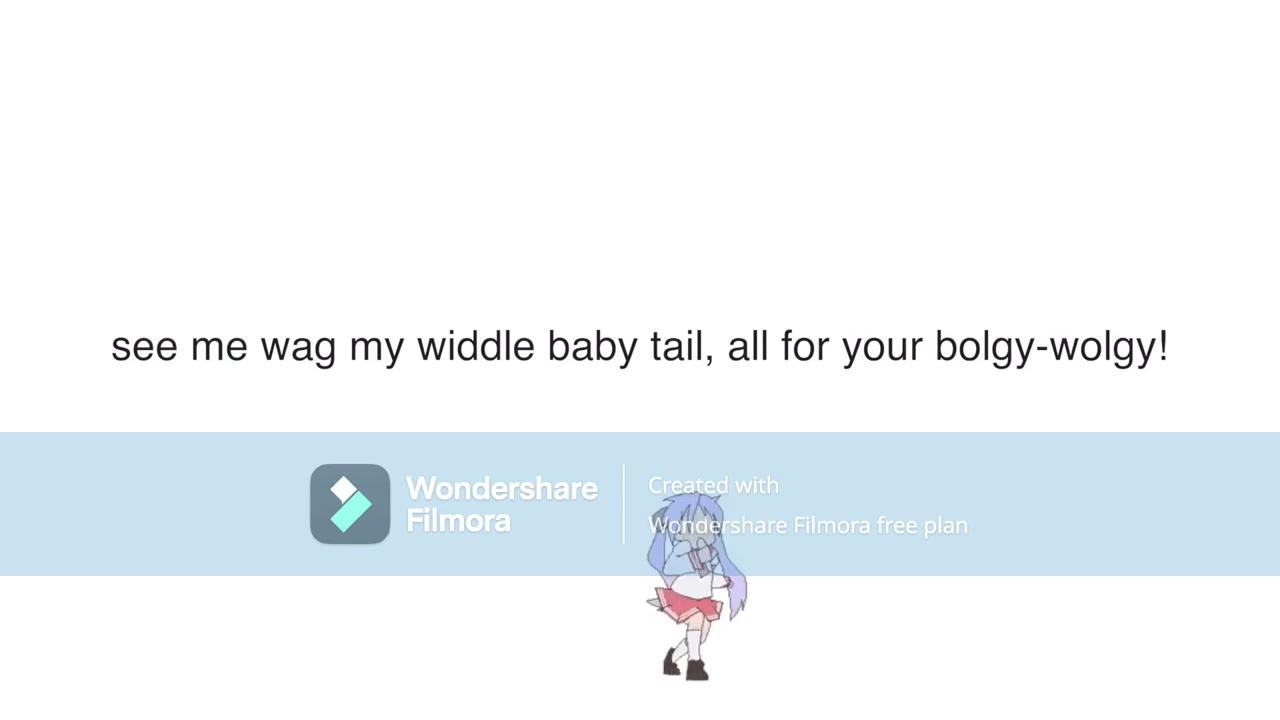 see me wag my widdle baby tail, all for your bolgy-wolgy!
Wondershare
Filmora
Created with
Wondershare Filmora free plan